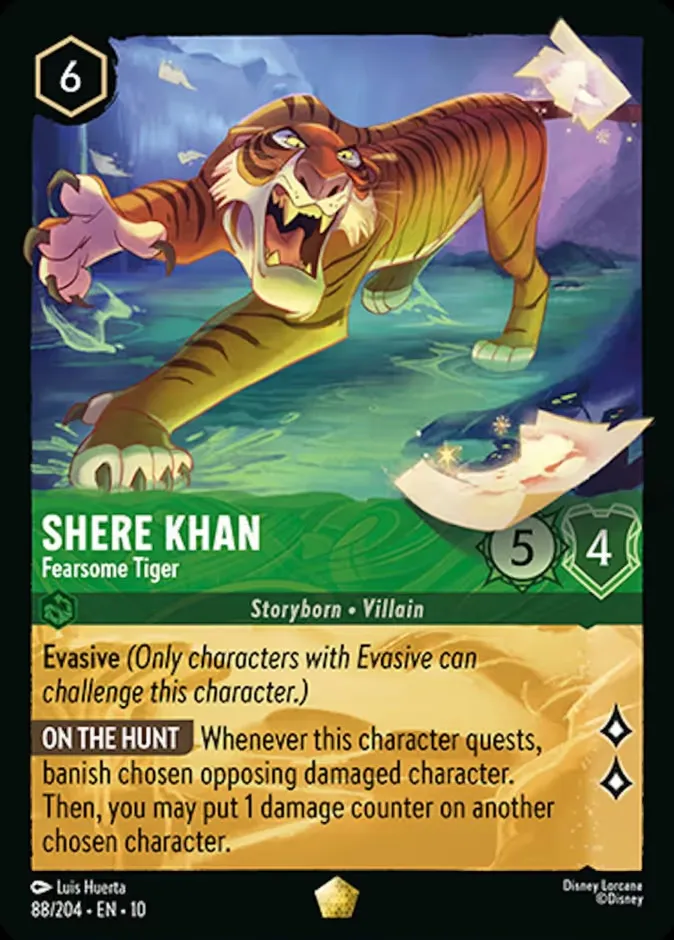 6
SHERE KHAN
Fearsome Tiger
5
4
Storyborn • Villain
Evasive (Only characters with Evasive can
challenge this character.)
ON THE HUNT Whenever this character quests,
banish chosen opposing damaged character.
Then, you may put 1 damage counter on another
chosen character.
Luis Huerta
Disney Lorcana
88/204 • EN • 10
©Disney